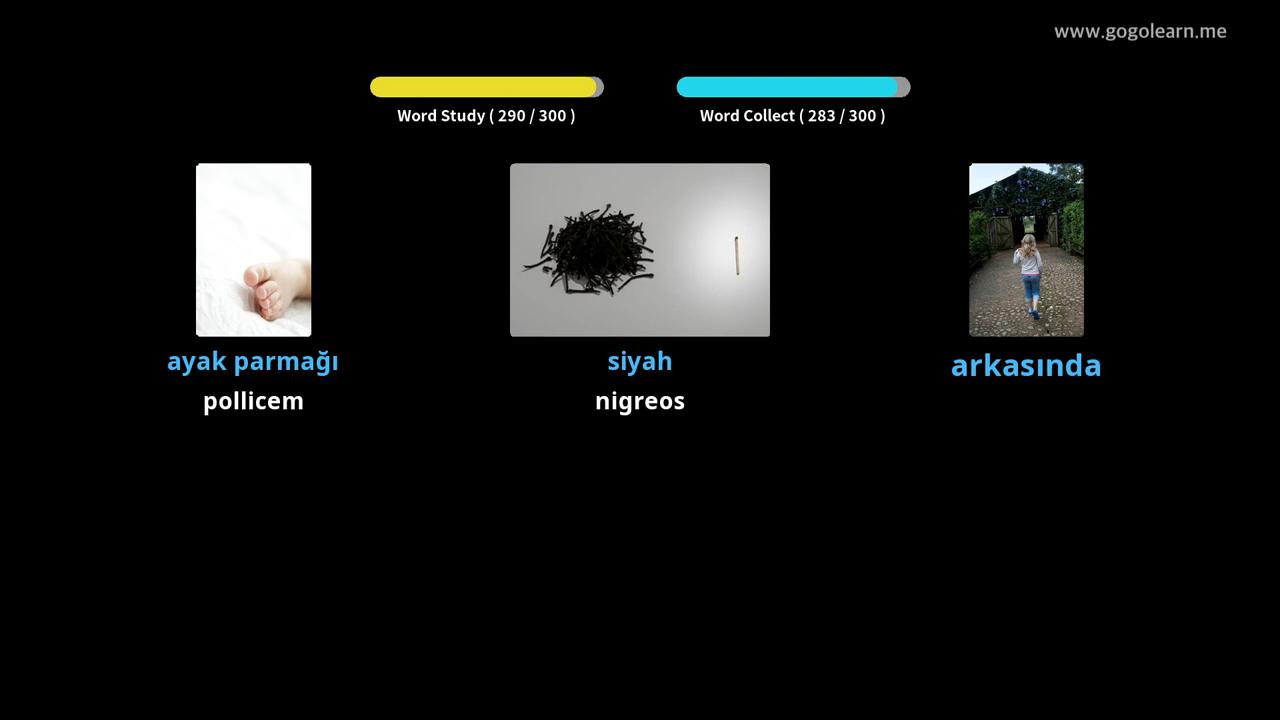 www.gogolearn.me
Word Study ( 290 / 300 )
Word Collect ( 283 / 300 )
ayak parmağı
pollicem
siyah
nigreos
arkasında